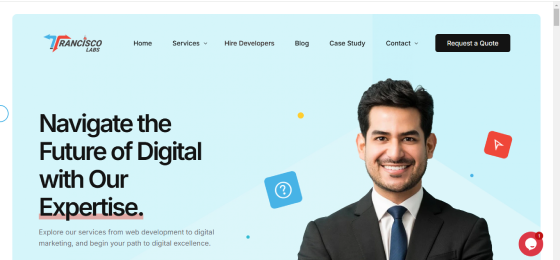 TRANCISCO
LABS
Home Services Hire Developers Blog Case Study Contact Request a Quote
Navigate the
Future of Digital
with Our
Expertise.
Explore our services from web development to digital
marketing, and begin your path to digital excellence.
1